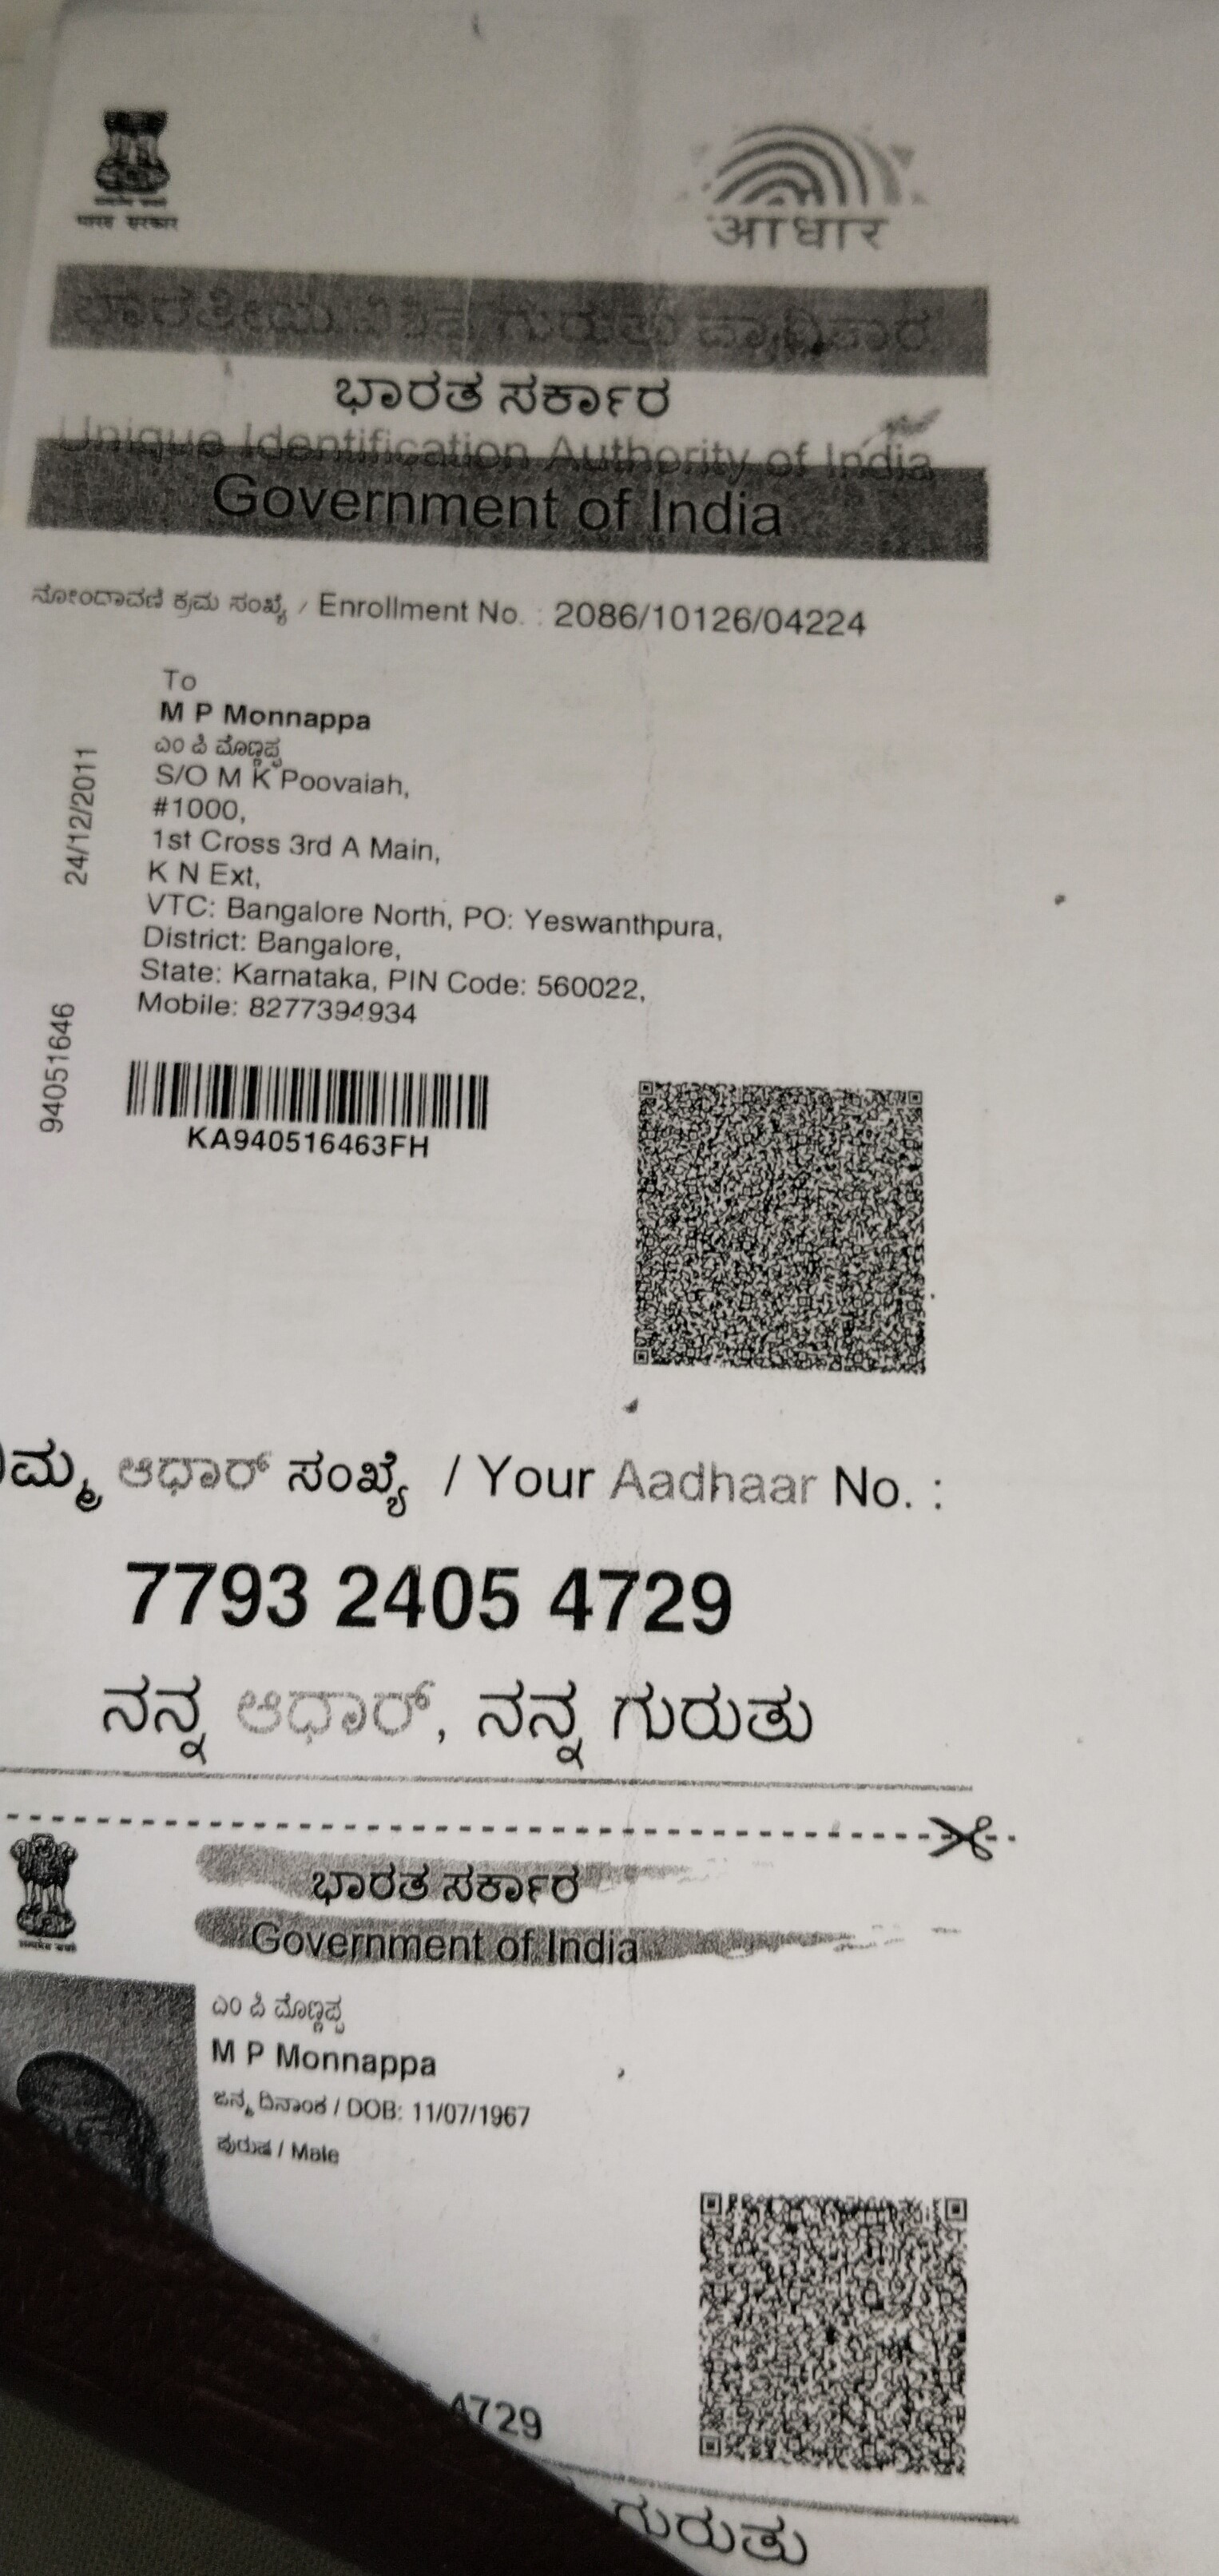 भारत सरकार
आधार
ಭಾರತ ಸರ್ಕಾರ
Unique Identification Authority of India
Government of India
ನೋಂದಾವಣಿ ಕ್ರಮ ಸಂಖ್ಯೆ / Enrollment No. : 2086/10126/04224
To
M P Monnappa
ಎಂ ಪಿ ಮೊಣ್ಣಪ್ಪ
S/O M K Poovaiah,
#1000,
1st Cross 3rd A Main,
K N Ext,
VTC: Bangalore North, PO: Yeswanthpura,
District: Bangalore,
State: Karnataka, PIN Code: 560022,
Mobile: 8277394934
24/12/2011
94051646
KA940516463FH
ಆಧಾರ್ ಸಂಖ್ಯೆ / Your Aadhaar No. :
7793 2405 4729
ನನ್ನ ಆಧಾರ್, ನನ್ನ ಗುರುತು
ಭಾರತ ಸರ್ಕಾರ
Government of India
ಎಂ ಪಿ ಮೊಣ್ಣಪ್ಪ
M P Monnappa
ಜನ್ಮ ದಿನಾಂಕ / DOB: 11/07/1967
ಪುರುಷ / Male
4729
ಗುರುತು